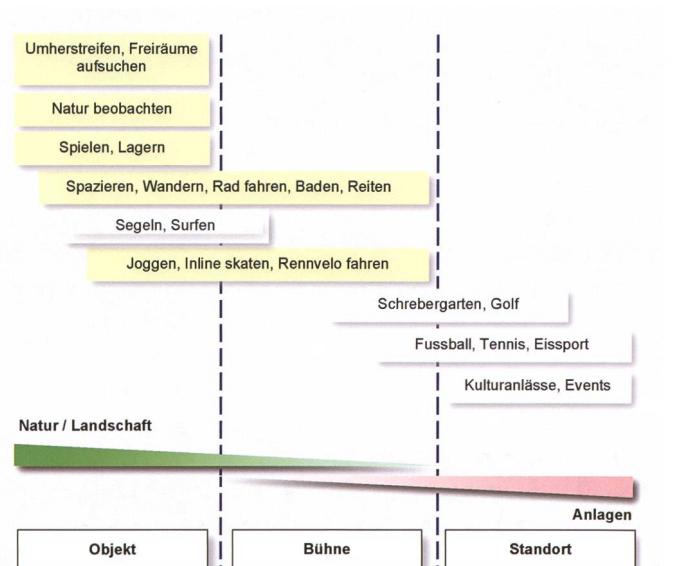 Umherstreifen, Freiräume
aufsuchen
Natur beobachten
Spielen, Lagern
Spazieren, Wandern, Rad fahren, Baden, Reiten
Segeln, Surfen
Joggen, Inline skaten, Rennvelo fahren
Schrebergarten, Golf
Fussball, Tennis, Eissport
Kulturanlässe, Events
Natur / Landschaft
Anlagen
Objekt
Bühne
Standort